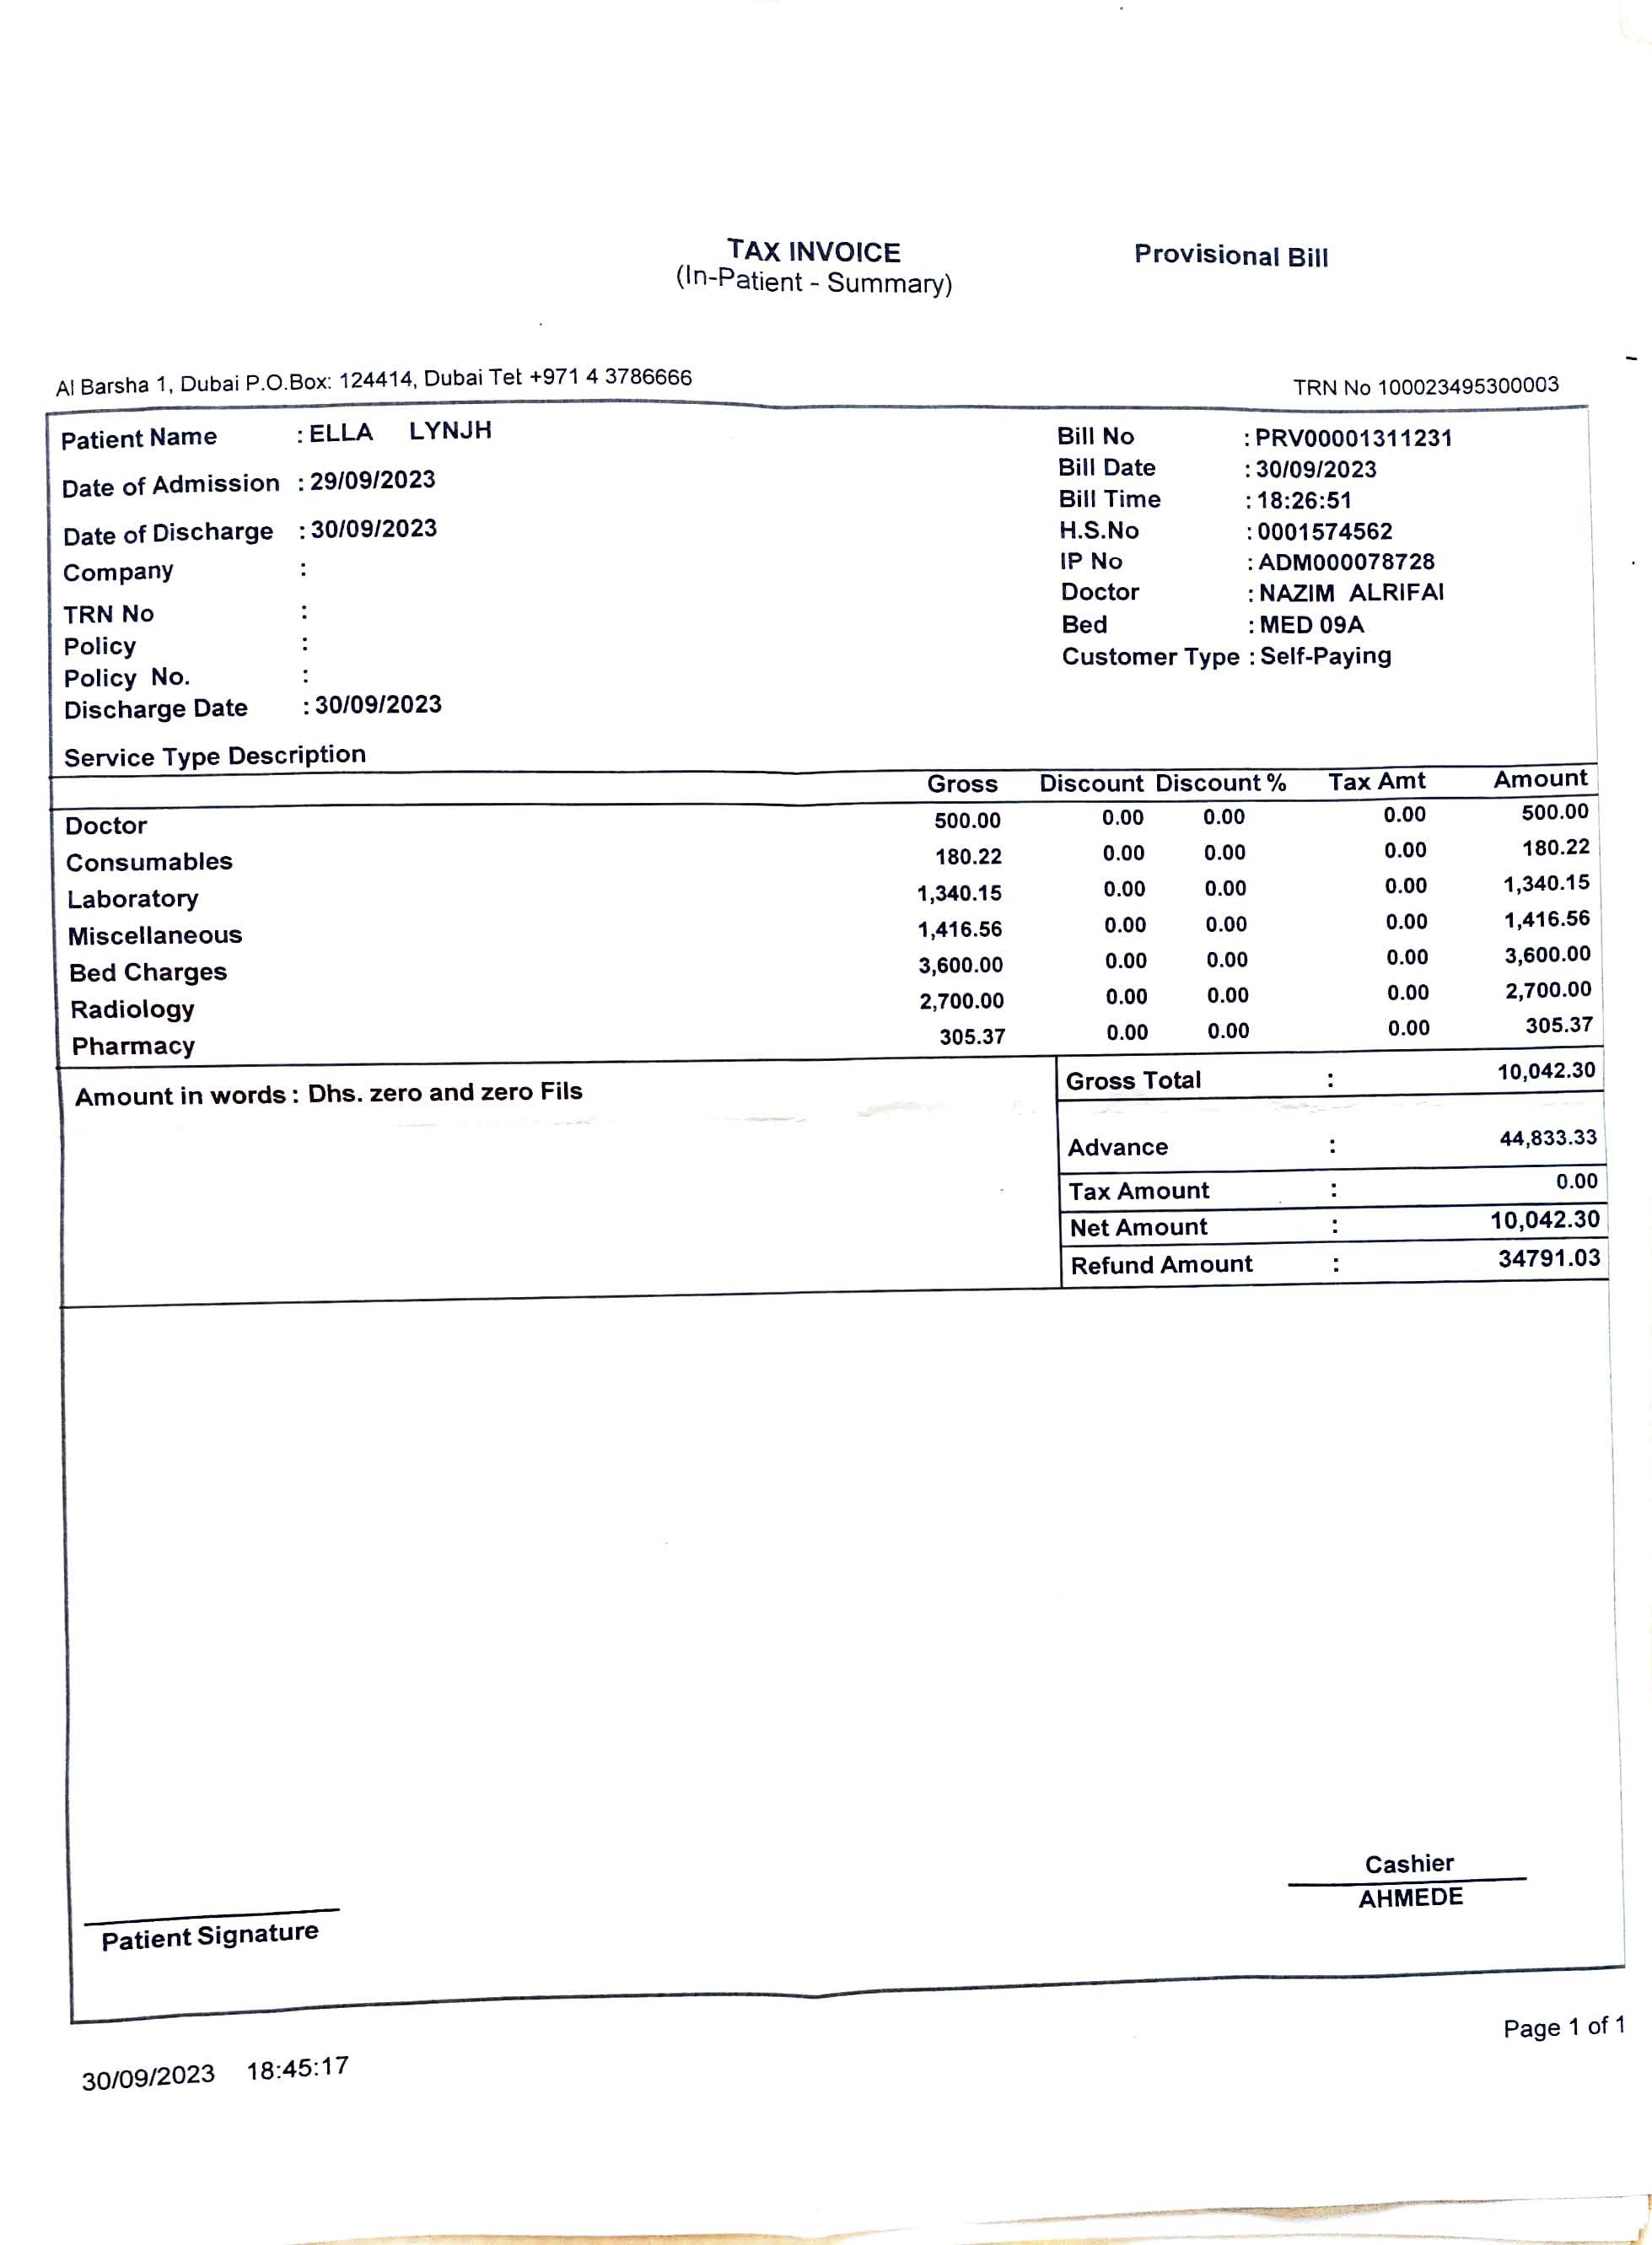 TAX INVOICE
(In-Patient - Summary)
Provisional Bill
Al Barsha 1, Dubai P.O.Box: 124414, Dubai Tet +971 4 3786666
TRN No 100023495300003
Patient Name : ELLA LYNJH
Date of Admission : 29/09/2023
Date of Discharge : 30/09/2023
Company :
TRN No :
Policy :
Policy No. :
Discharge Date : 30/09/2023
Bill No : PRV00001311231
Bill Date : 30/09/2023
Bill Time : 18:26:51
H.S.No : 0001574562
IP No : ADM000078728
Doctor : NAZIM ALRIFAI
Bed : MED 09A
Customer Type : Self-Paying
Service Type Description
Gross Discount Discount % Tax Amt Amount
Doctor 500.00 0.00 0.00 0.00 500.00
Consumables 180.22 0.00 0.00 0.00 180.22
Laboratory 1,340.15 0.00 0.00 0.00 1,340.15
Miscellaneous 1,416.56 0.00 0.00 0.00 1,416.56
Bed Charges 3,600.00 0.00 0.00 0.00 3,600.00
Radiology 2,700.00 0.00 0.00 0.00 2,700.00
Pharmacy 305.37 0.00 0.00 0.00 305.37
Amount in words : Dhs. zero and zero Fils
Gross Total : 10,042.30
Advance : 44,833.33
Tax Amount : 0.00
Net Amount : 10,042.30
Refund Amount : 34791.03
Cashier
AHMEDE
Patient Signature
Page 1 of 1
30/09/2023 18:45:17